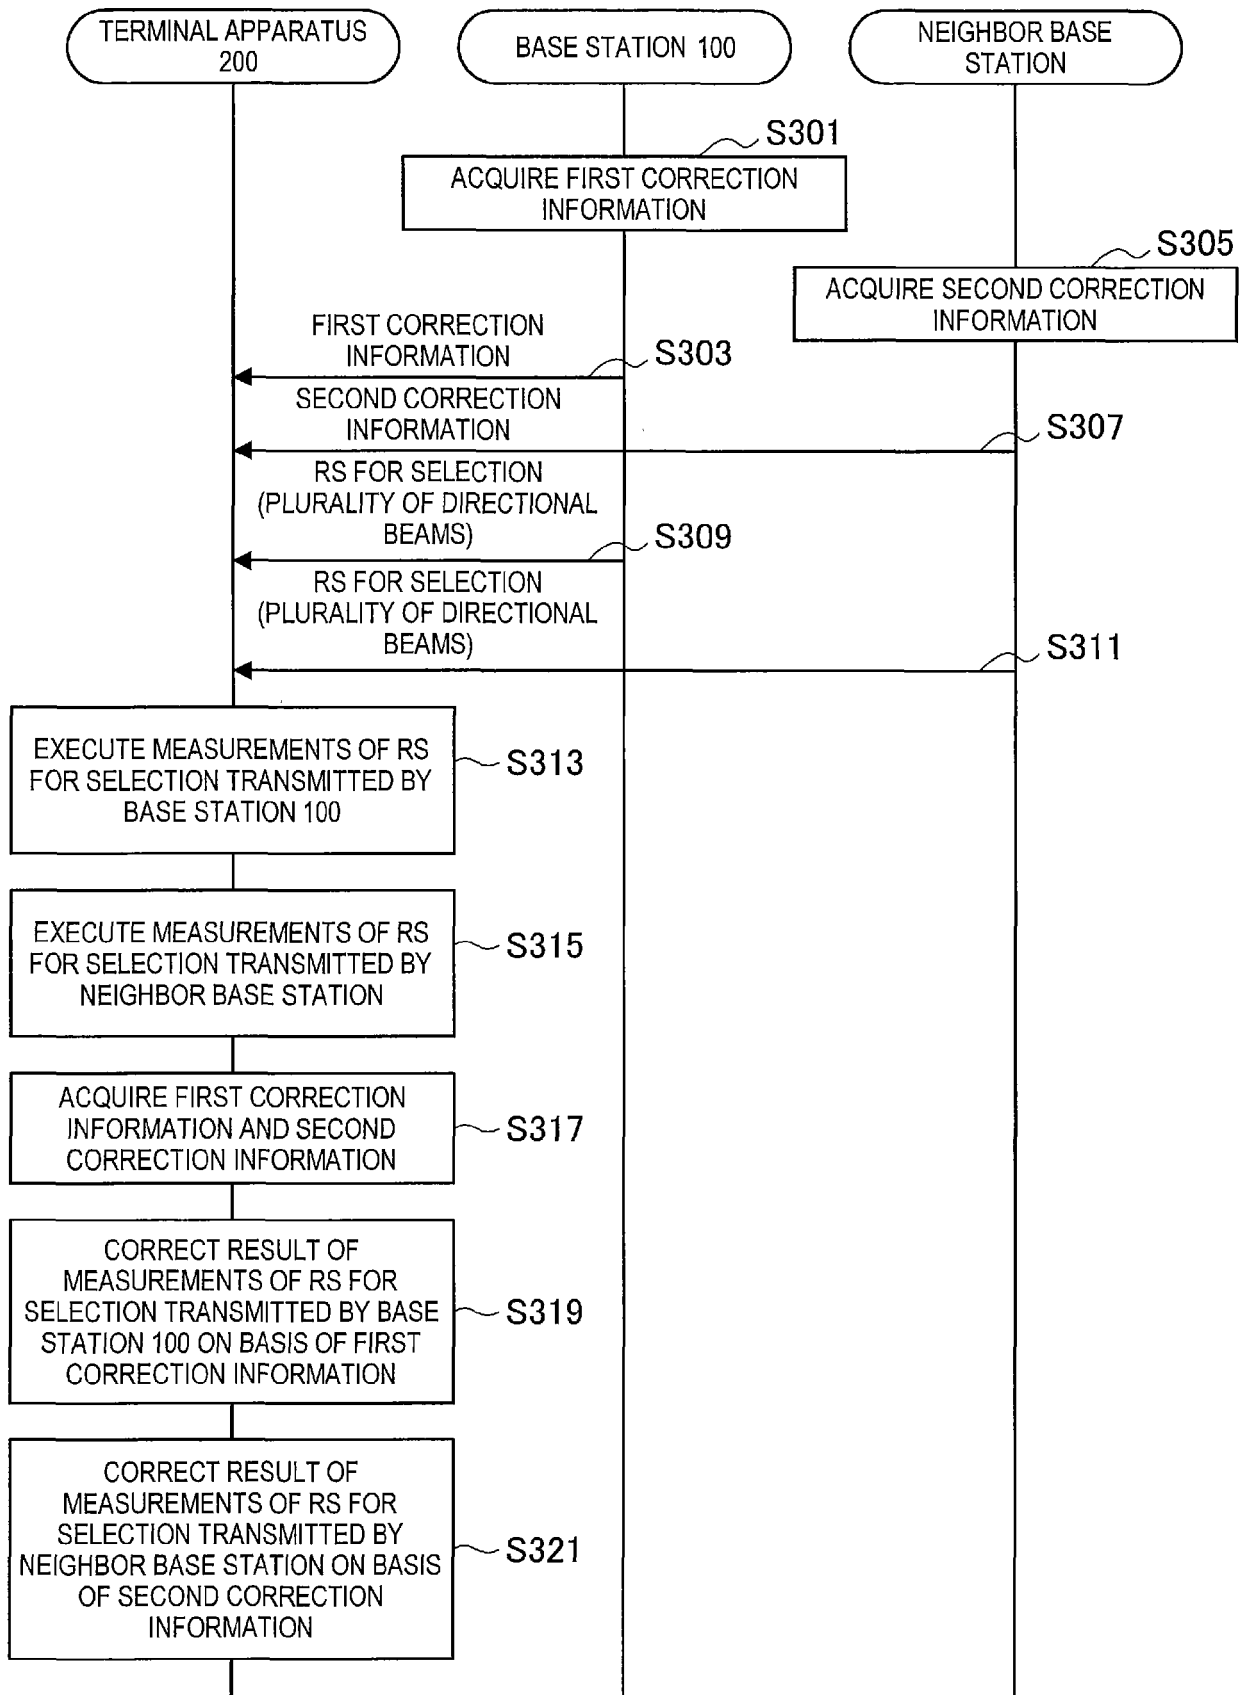 TERMINAL APPARATUS
200
BASE STATION 100
NEIGHBOR BASE
STATION
S301
ACQUIRE FIRST CORRECTION
INFORMATION
S305
ACQUIRE SECOND CORRECTION
INFORMATION
FIRST CORRECTION
INFORMATION
S303
SECOND CORRECTION
INFORMATION
S307
RS FOR SELECTION
(PLURALITY OF DIRECTIONAL
BEAMS)
S309
RS FOR SELECTION
(PLURALITY OF DIRECTIONAL
BEAMS)
S311
EXECUTE MEASUREMENTS OF RS
FOR SELECTION TRANSMITTED BY
BASE STATION 100
S313
EXECUTE MEASUREMENTS OF RS
FOR SELECTION TRANSMITTED BY
NEIGHBOR BASE STATION
S315
ACQUIRE FIRST CORRECTION
INFORMATION AND SECOND
CORRECTION INFORMATION
S317
CORRECT RESULT OF
MEASUREMENTS OF RS FOR
SELECTION TRANSMITTED BY BASE
STATION 100 ON BASIS OF FIRST
CORRECTION INFORMATION
S319
CORRECT RESULT OF
MEASUREMENTS OF RS FOR
SELECTION TRANSMITTED BY
NEIGHBOR BASE STATION ON BASIS
OF SECOND CORRECTION
INFORMATION
S321